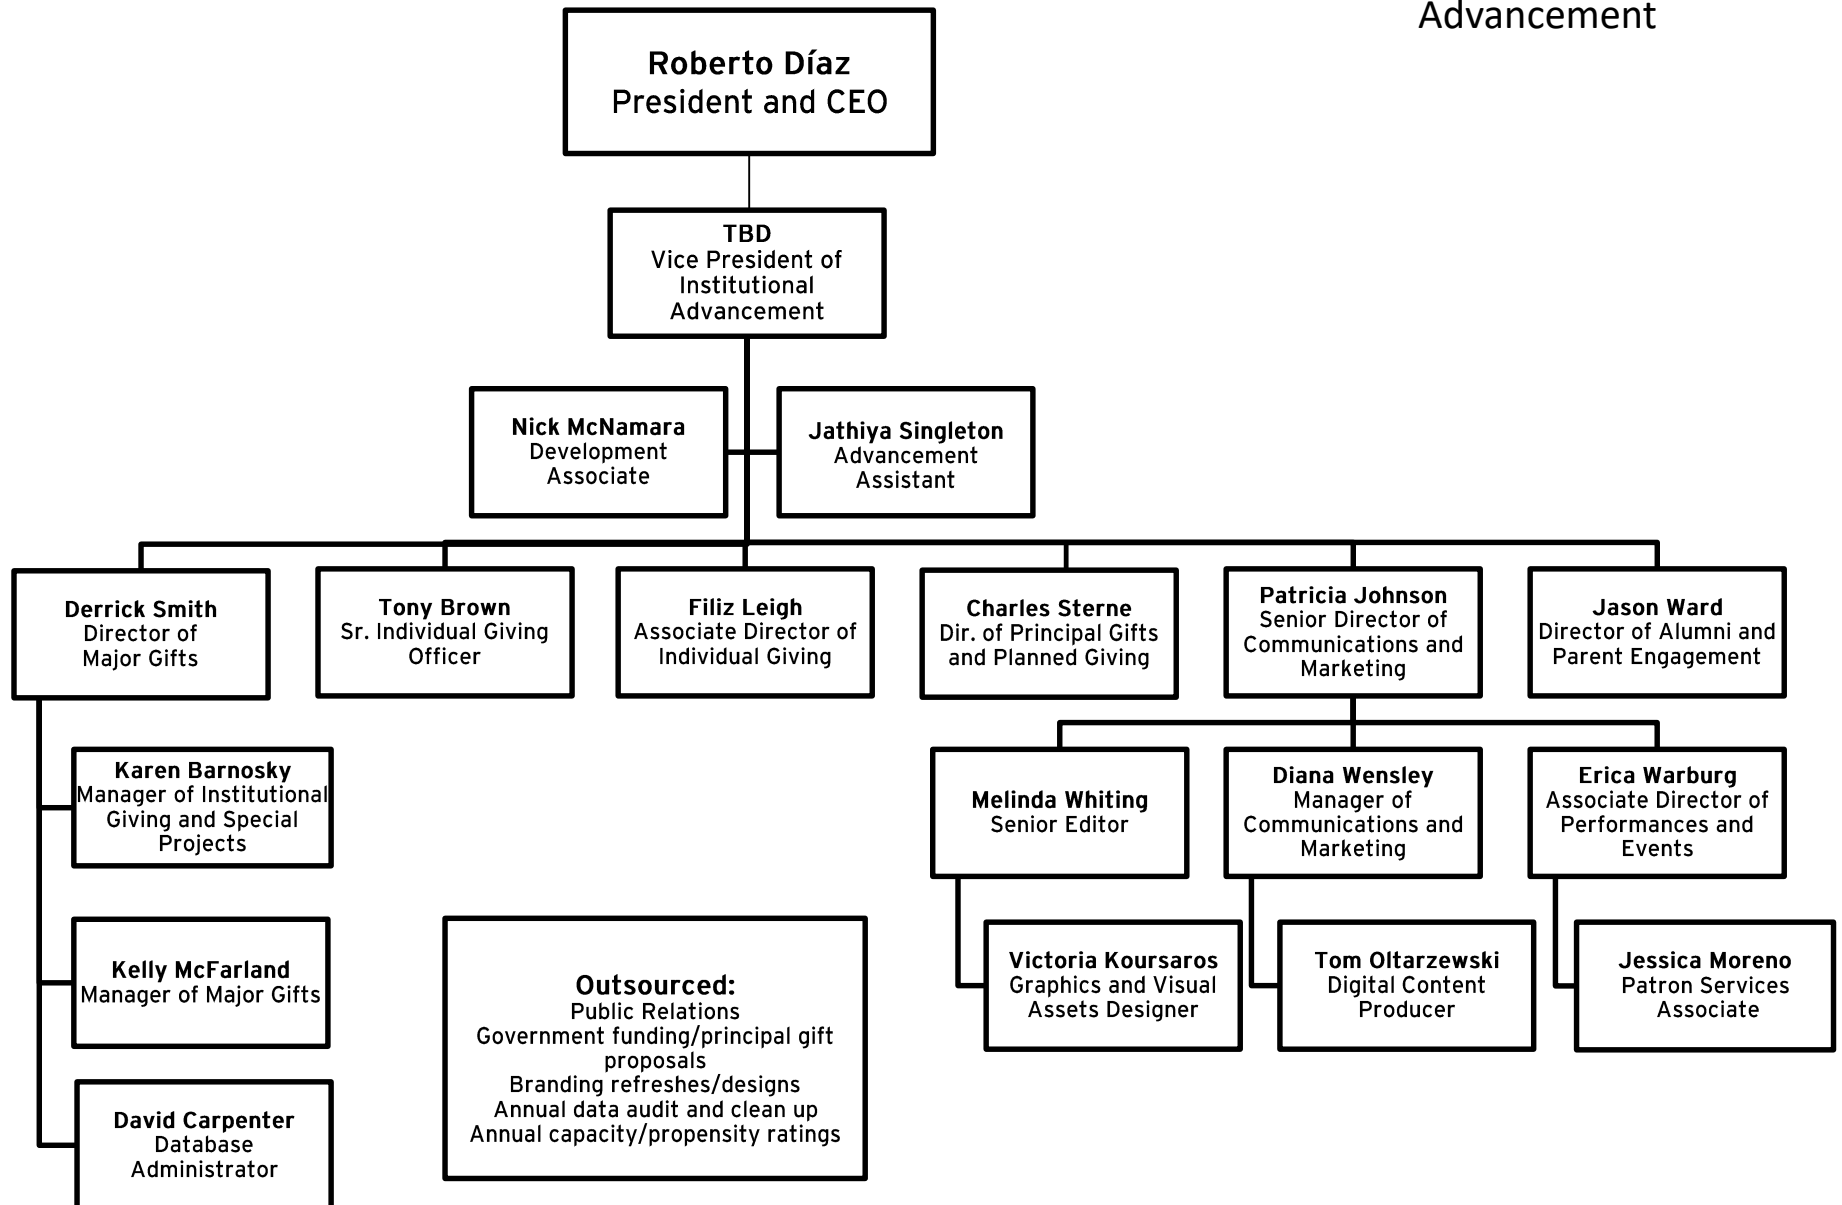 Advancement
Roberto Díaz
President and CEO
TBD
Vice President of
Institutional
Advancement
Nick McNamara
Development
Associate
Jathiya Singleton
Advancement
Assistant
Derrick Smith
Director of
Major Gifts
Tony Brown
Sr. Individual Giving
Officer
Filiz Leigh
Associate Director of
Individual Giving
Charles Sterne
Dir. of Principal Gifts
and Planned Giving
Patricia Johnson
Senior Director of
Communications and
Marketing
Jason Ward
Director of Alumni and
Parent Engagement
Karen Barnosky
Manager of Institutional
Giving and Special
Projects
Melinda Whiting
Senior Editor
Diana Wensley
Manager of
Communications and
Marketing
Erica Warburg
Associate Director of
Performances and
Events
Kelly McFarland
Manager of Major Gifts
Outsourced:
Public Relations
Government funding/principal gift
proposals
Branding refreshes/designs
Annual data audit and clean up
Annual capacity/propensity ratings
Victoria Koursaros
Graphics and Visual
Assets Designer
Tom Oltarzewski
Digital Content
Producer
Jessica Moreno
Patron Services
Associate
David Carpenter
Database
Administrator